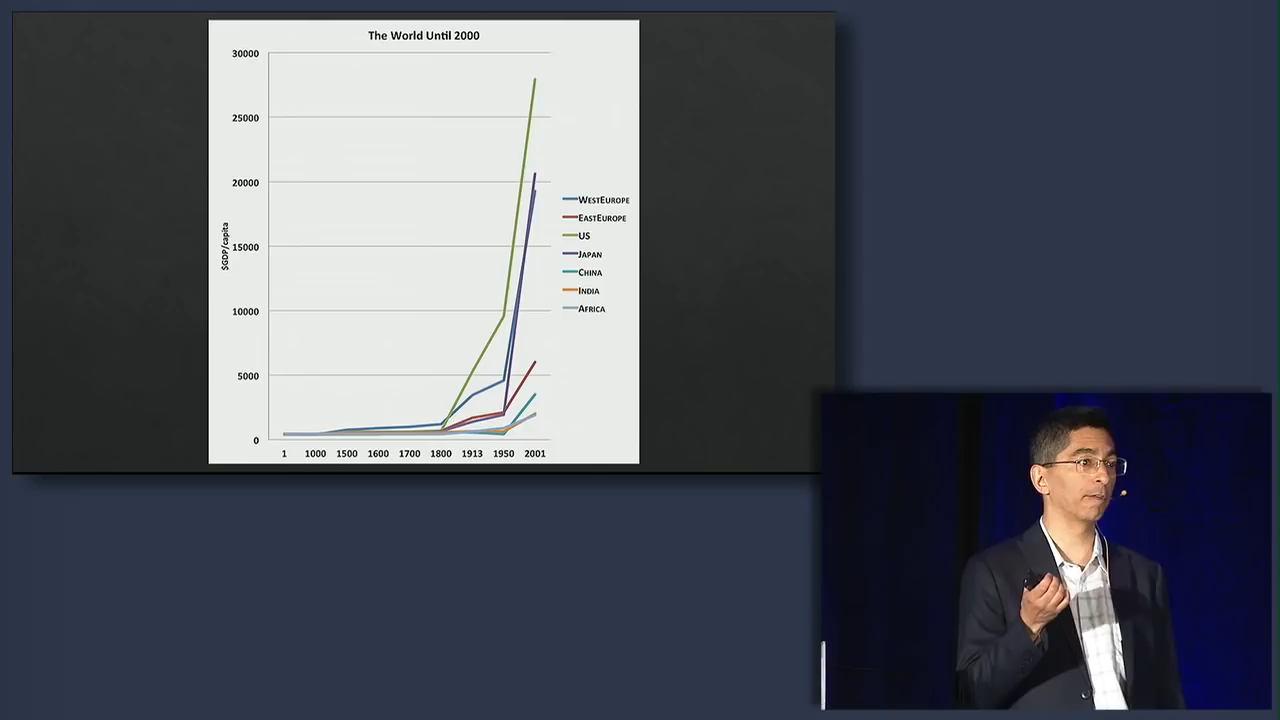 The World Until 2000
30000
25000
20000
15000
10000
5000
0
$GDP/capita
1 1000 1500 1600 1700 1800 1913 1950 2001
WestEurope
EastEurope
US
Japan
China
India
Africa